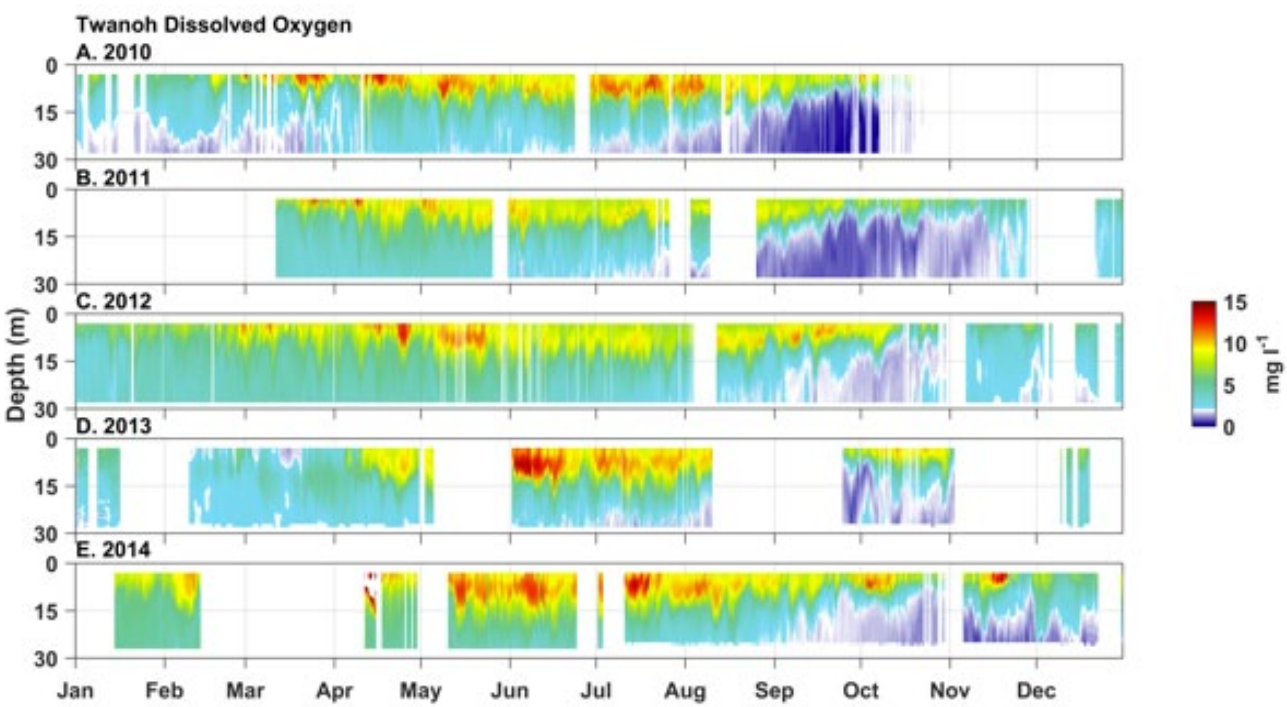 Twanoh Dissolved Oxygen
A. 2010
0
15
30
B. 2011
0
15
30
C. 2012
0
15
30
D. 2013
0
15
30
E. 2014
0
15
30
Depth (m)
Jan Feb Mar Apr May Jun Jul Aug Sep Oct Nov Dec
15
10
5
0
mg l-1